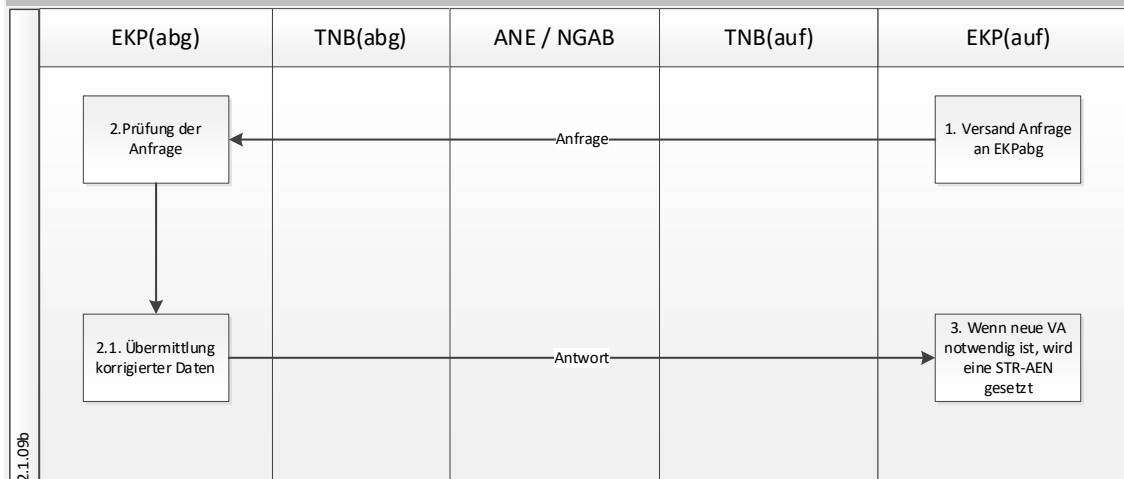 EKP(abg)
TNB(abg)
ANE / NGAB
TNB(auf)
EKP(auf)
2.Prüfung der
Anfrage
Anfrage
1. Versand Anfrage
an EKPabg
2.1. Übermittlung
korrigierter Daten
Antwort
3. Wenn neue VA
notwendig ist, wird
eine STR-AEN
gesetzt
2.1.09b